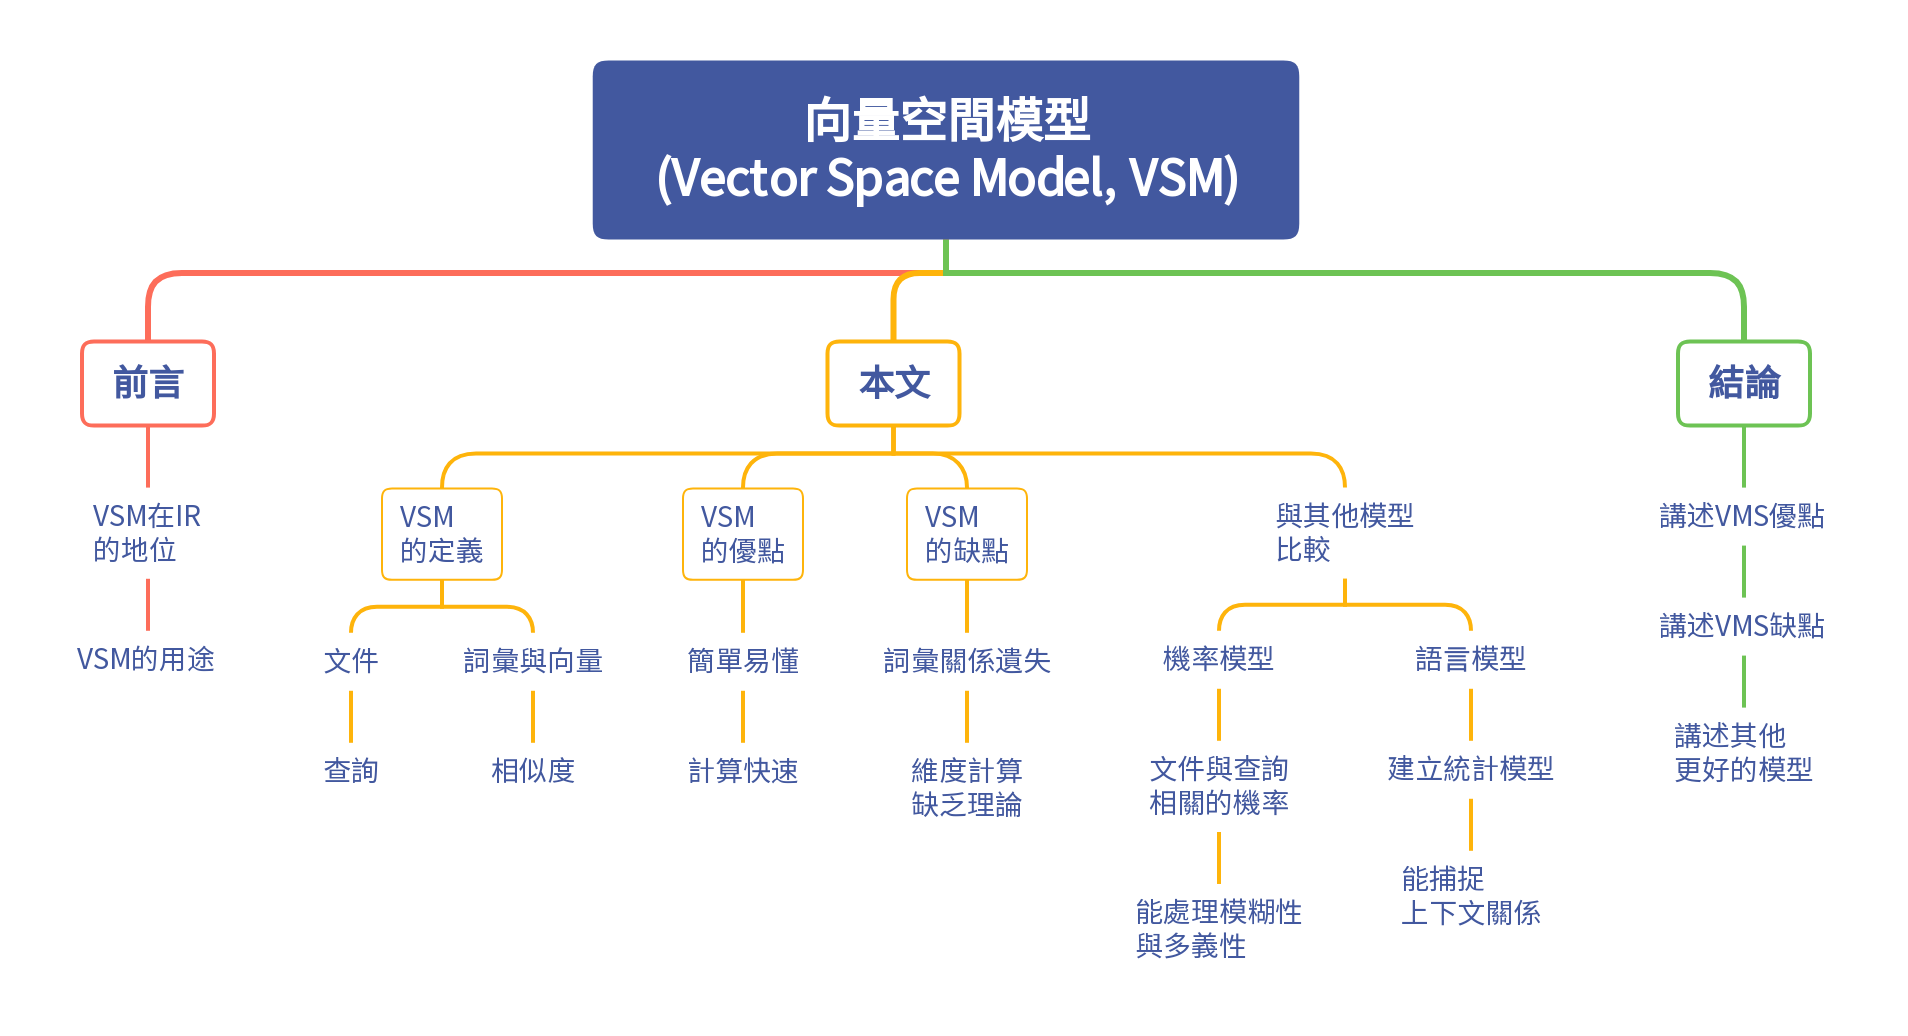 向量空間模型
(Vector Space Model, VSM)
前言
本文
結論
VSM在IR
的地位
VSM的用途
VSM
的定義
文件
查詢
詞彙與向量
相似度
VSM
的優點
簡單易懂
計算快速
VSM
的缺點
詞彙關係遺失
維度計算
缺乏理論
與其他模型
比較
機率模型
文件與查詢
相關的機率
能處理模糊性
與多義性
語言模型
建立統計模型
能捕捉
上下文關係
講述VMS優點
講述VMS缺點
講述其他
更好的模型